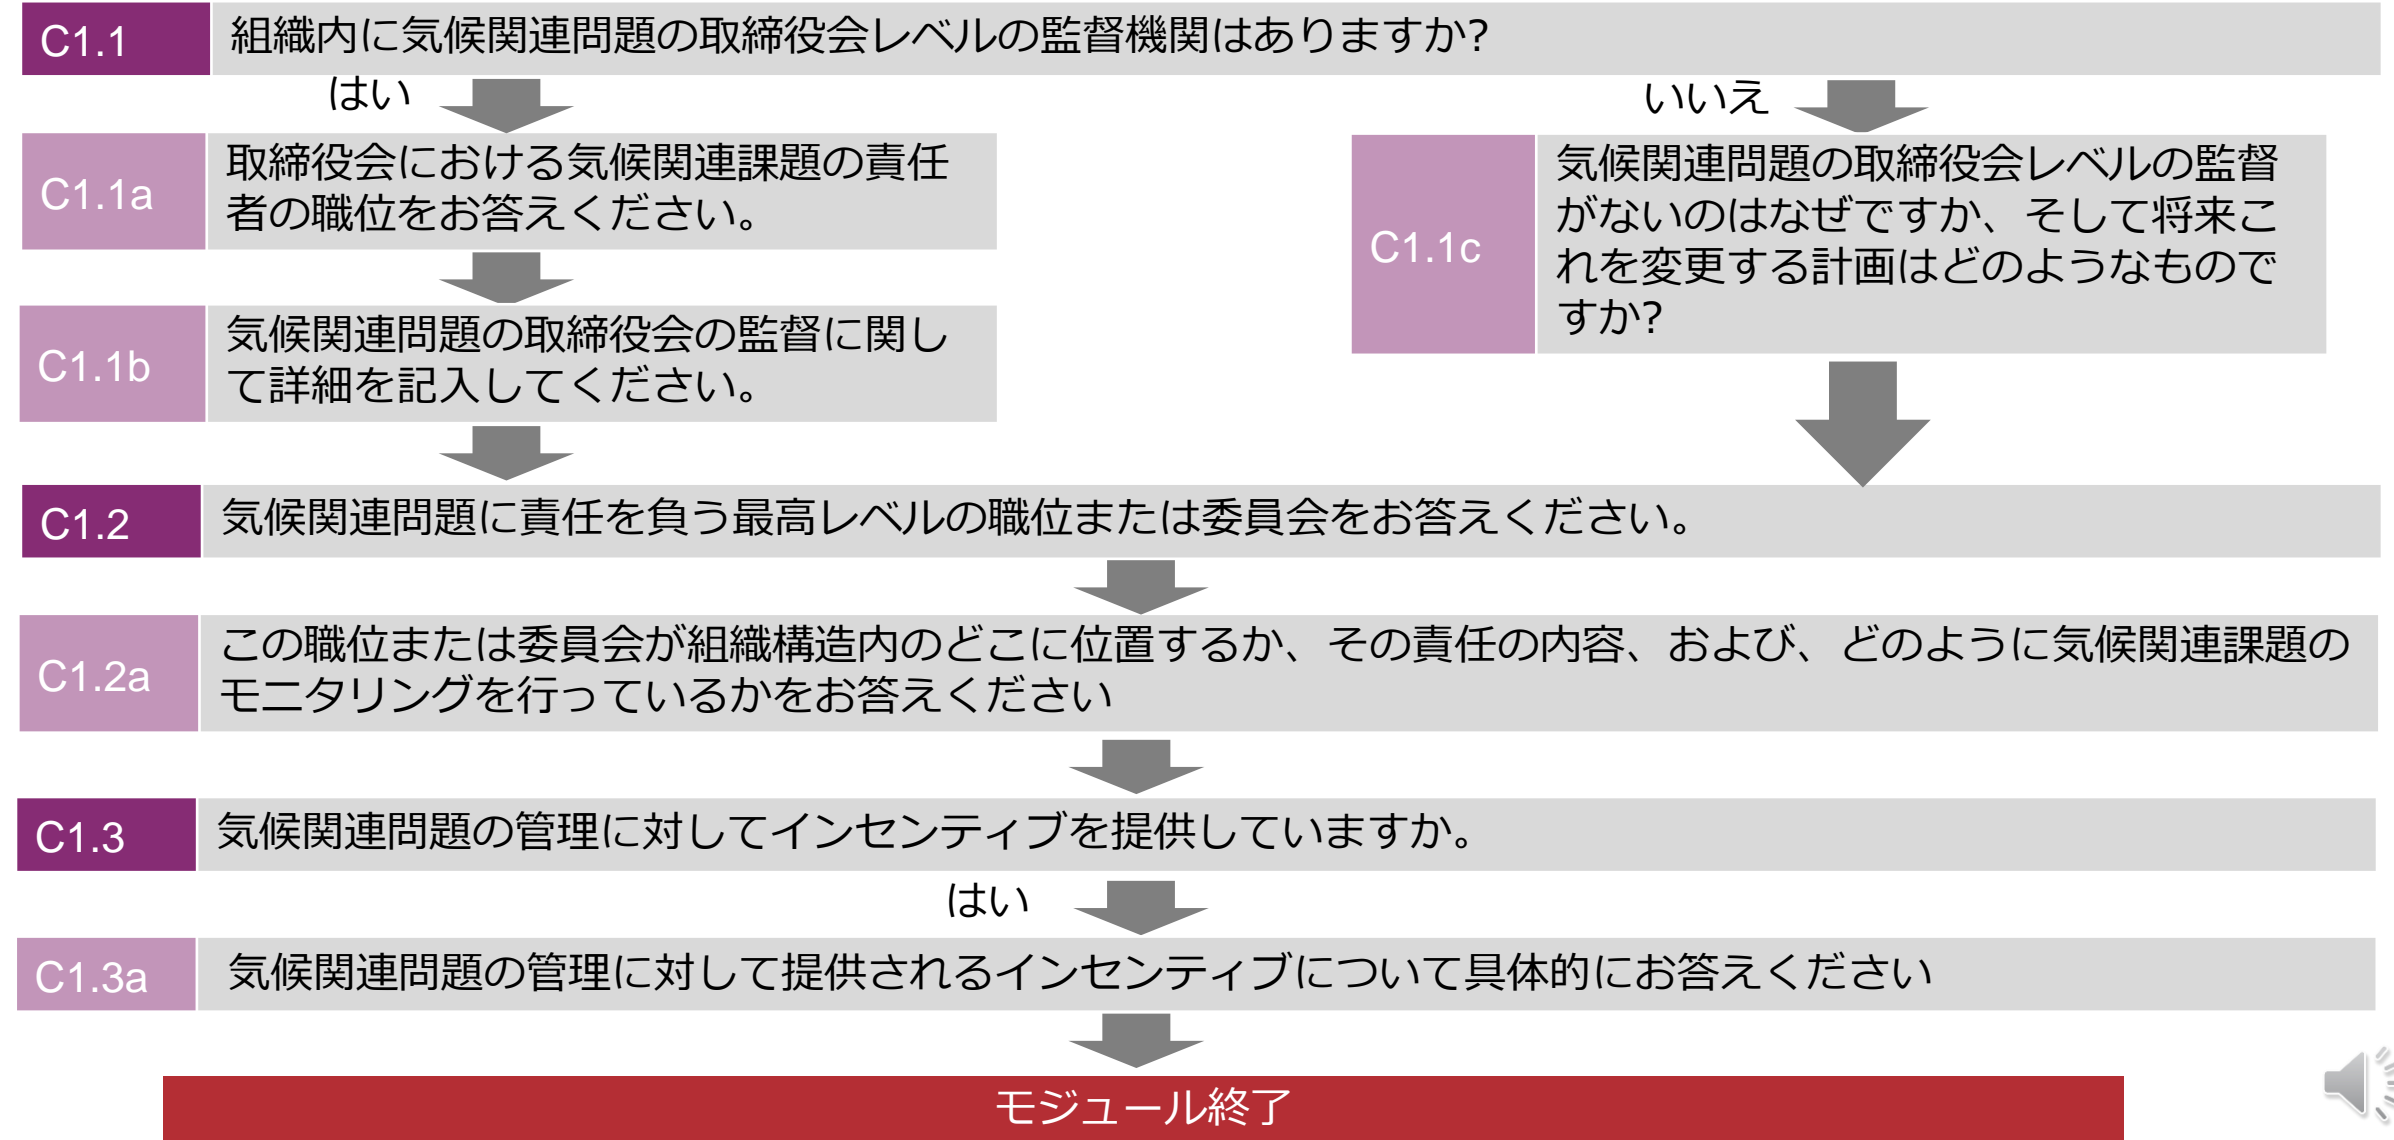 C1.1
組織内に気候関連問題の取締役会レベルの監督機関はありますか?
はい
いいえ
C1.1a
取締役会における気候関連課題の責任
者の職位をお答えください。
C1.1b
気候関連問題の取締役会の監督に関し
て詳細を記入してください。
C1.1c
気候関連問題の取締役会レベルの監督
がないのはなぜですか、そして将来こ
れを変更する計画はどのようなもので
すか?
C1.2
気候関連問題に責任を負う最高レベルの職位または委員会をお答えください。
C1.2a
この職位または委員会が組織構造内のどこに位置するか、その責任の内容、および、どのように気候関連課題の
モニタリングを行っているかをお答えください
C1.3
気候関連問題の管理に対してインセンティブを提供していますか。
はい
C1.3a
気候関連問題の管理に対して提供されるインセンティブについて具体的にお答えください
モジュール終了